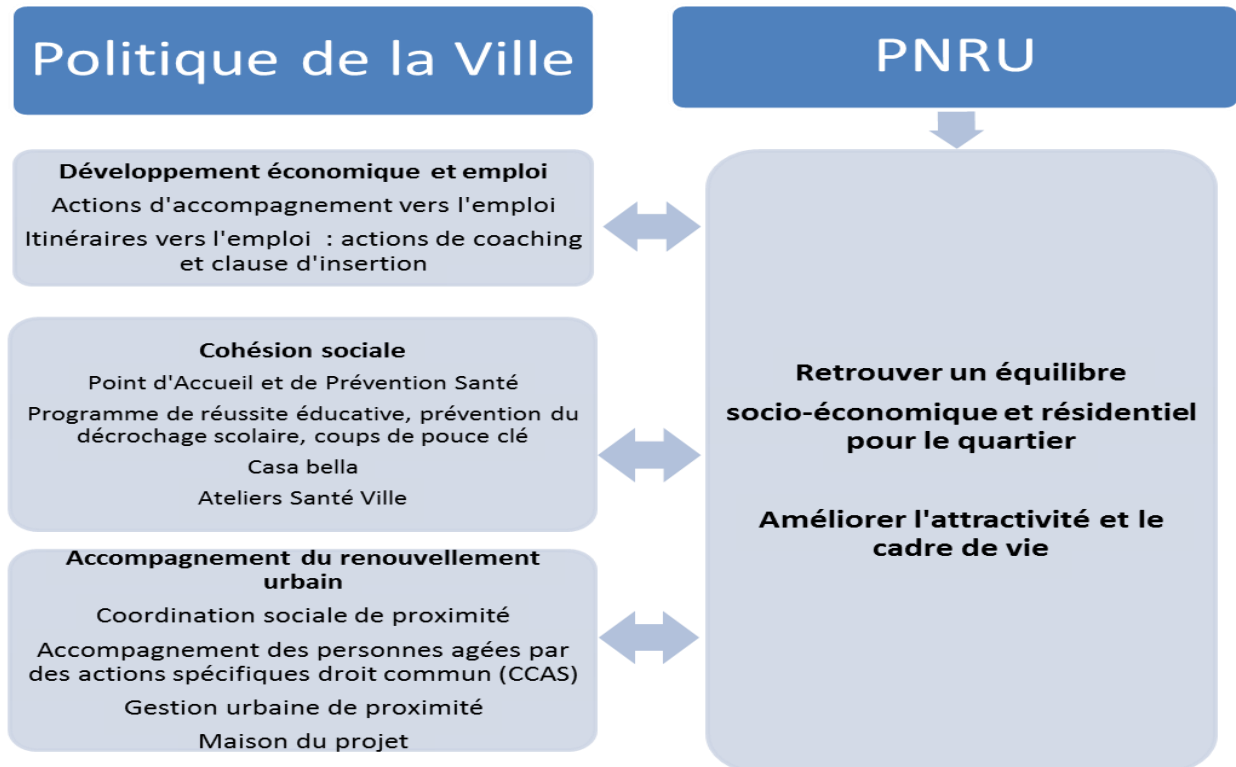 Politique de la Ville
PNRU
Développement économique et emploi
Actions d'accompagnement vers l'emploi
Itinéraires vers l'emploi : actions de coaching
et clause d'insertion
Cohésion sociale
Point d'Accueil et de Prévention Santé
Programme de réussite éducative, prévention du
décrochage scolaire, coups de pouce clé
Casa bella
Ateliers Santé Ville
Accompagnement du renouvellement
urbain
Coordination sociale de proximité
Accompagnement des personnes agées par
des actions spécifiques droit commun (CCAS)
Gestion urbaine de proximité
Maison du projet
Retrouver un équilibre
socio-économique et résidentiel
pour le quartier
Améliorer l'attractivité et le
cadre de vie